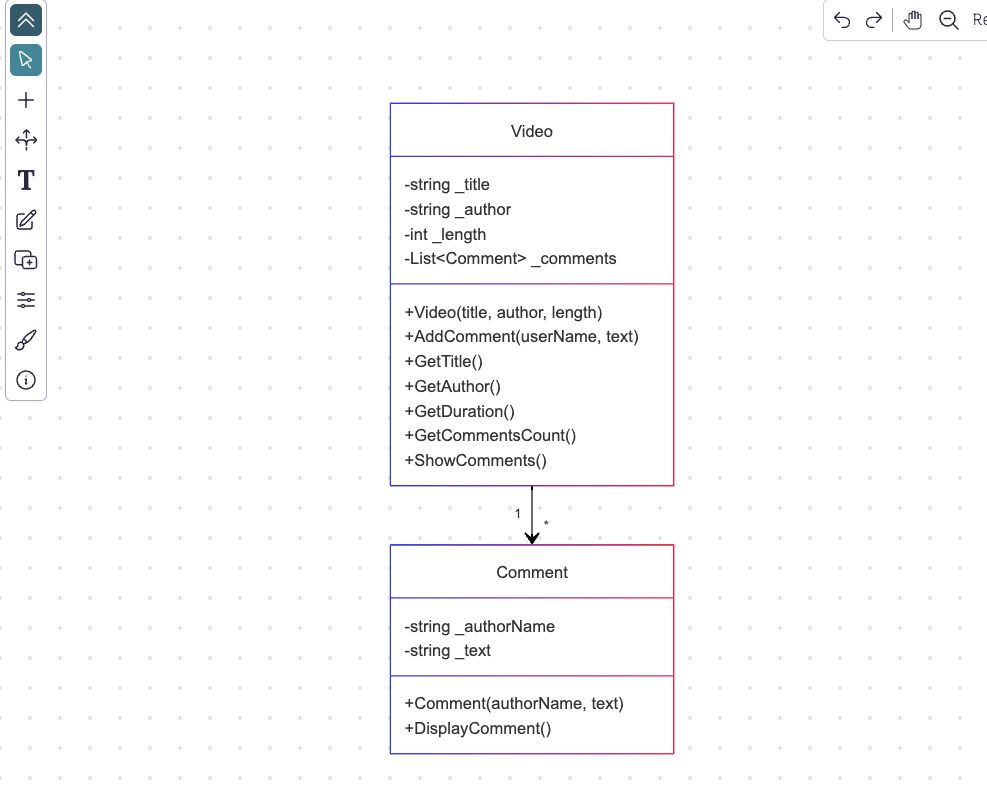 Re
Video
-string _title
-string _author
-int _length
-List<Comment> _comments
+Video(title, author, length)
+AddComment(userName, text)
+GetTitle()
+GetAuthor()
+GetDuration()
+GetCommentsCount()
+ShowComments()
1
*
Comment
-string _authorName
-string _text
+Comment(authorName, text)
+DisplayComment()
T